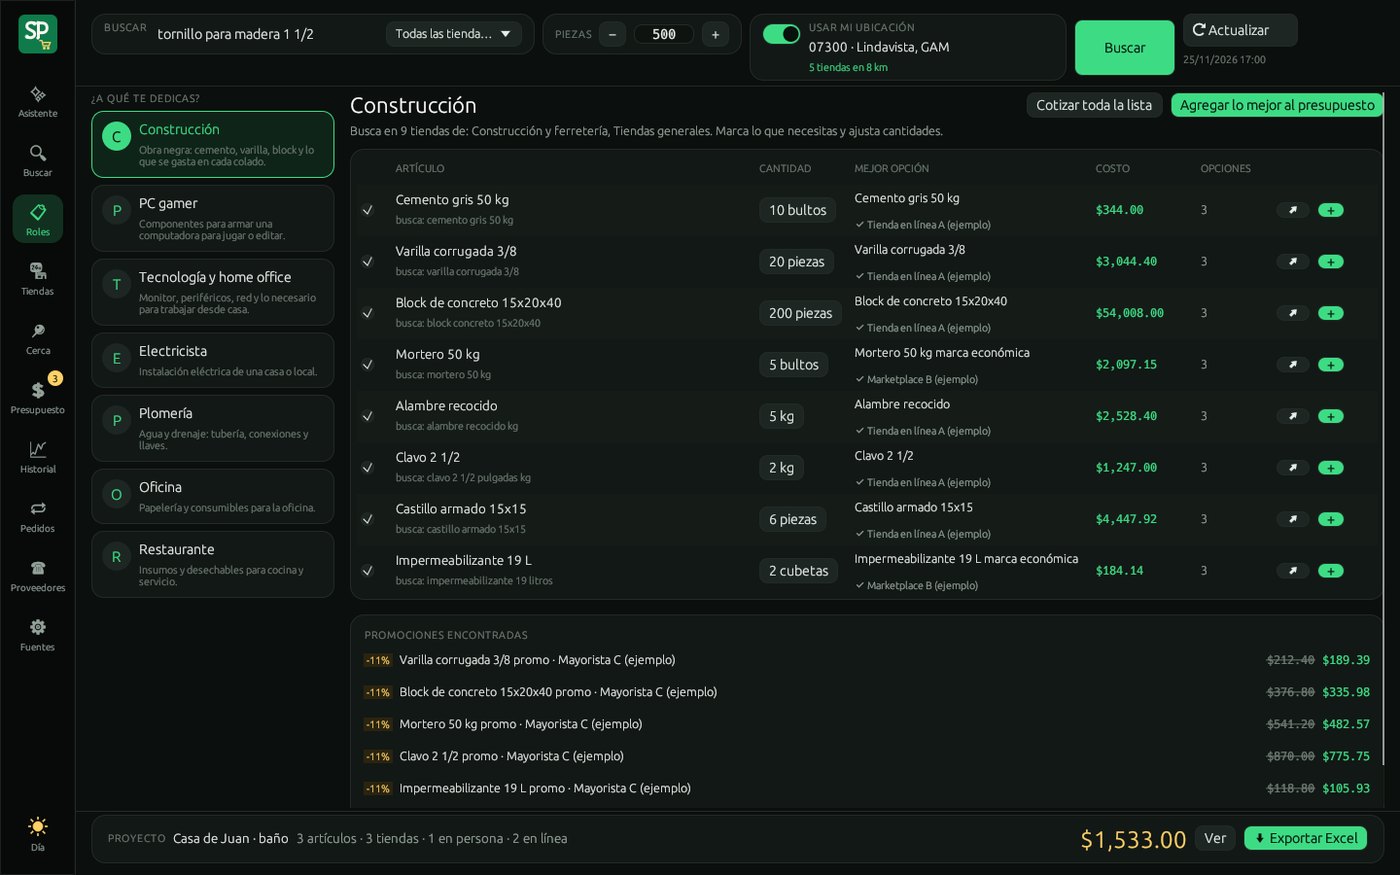 SP
BUSCAR
tornillo para madera 1 1/2
Todas las tienda...
PIEZAS
−
500
+
USAR MI UBICACIÓN
07300 · Lindavista, GAM
5 tiendas en 8 km
Buscar
Actualizar
25/11/2026 17:00
Asistente
Buscar
Roles
Tiendas
Cerca
3
Presupuesto
Historial
Pedidos
Proveedores
Fuentes
Día
¿A QUÉ TE DEDICAS?
C
Construcción
Obra negra: cemento, varilla, block y lo
que se gasta en cada colado.
P
PC gamer
Componentes para armar una
computadora para jugar o editar.
T
Tecnología y home office
Monitor, periféricos, red y lo necesario
para trabajar desde casa.
E
Electricista
Instalación eléctrica de una casa o local.
P
Plomería
Agua y drenaje: tubería, conexiones y
llaves.
O
Oficina
Papelería y consumibles para la oficina.
R
Restaurante
Insumos y desechables para cocina y
servicio.
Construcción
Cotizar toda la lista
Agregar lo mejor al presupuesto
Busca en 9 tiendas de: Construcción y ferretería, Tiendas generales. Marca lo que necesitas y ajusta cantidades.
ARTÍCULO CANTIDAD MEJOR OPCIÓN COSTO OPCIONES
Cemento gris 50 kg
busca: cemento gris 50 kg
10 bultos
Cemento gris 50 kg
✓ Tienda en línea A (ejemplo)
$344.00
3
+
Varilla corrugada 3/8
busca: varilla corrugada 3/8
20 piezas
Varilla corrugada 3/8
✓ Tienda en línea A (ejemplo)
$3,044.40
3
+
Block de concreto 15x20x40
busca: block concreto 15x20x40
200 piezas
Block de concreto 15x20x40
✓ Tienda en línea A (ejemplo)
$54,008.00
3
+
Mortero 50 kg
busca: mortero 50 kg
5 bultos
Mortero 50 kg marca económica
✓ Marketplace B (ejemplo)
$2,097.15
3
+
Alambre recocido
busca: alambre recocido kg
5 kg
Alambre recocido
✓ Tienda en línea A (ejemplo)
$2,528.40
3
+
Clavo 2 1/2
busca: clavo 2 1/2 pulgadas kg
2 kg
Clavo 2 1/2
✓ Tienda en línea A (ejemplo)
$1,247.00
3
+
Castillo armado 15x15
busca: castillo armado 15x15
6 piezas
Castillo armado 15x15
✓ Tienda en línea A (ejemplo)
$4,447.92
3
+
Impermeabilizante 19 L
busca: impermeabilizante 19 litros
2 cubetas
Impermeabilizante 19 L marca económica
✓ Marketplace B (ejemplo)
$184.14
3
+
PROMOCIONES ENCONTRADAS
-11% Varilla corrugada 3/8 promo · Mayorista C (ejemplo) $212.40 $189.39
-11% Block de concreto 15x20x40 promo · Mayorista C (ejemplo) $376.80 $335.98
-11% Mortero 50 kg promo · Mayorista C (ejemplo) $541.20 $482.57
-11% Clavo 2 1/2 promo · Mayorista C (ejemplo) $870.00 $775.75
-11% Impermeabilizante 19 L promo · Mayorista C (ejemplo) $118.80 $105.93
PROYECTO Casa de Juan · baño 3 artículos · 3 tiendas · 1 en persona · 2 en línea
$1,533.00
Ver
Exportar Excel